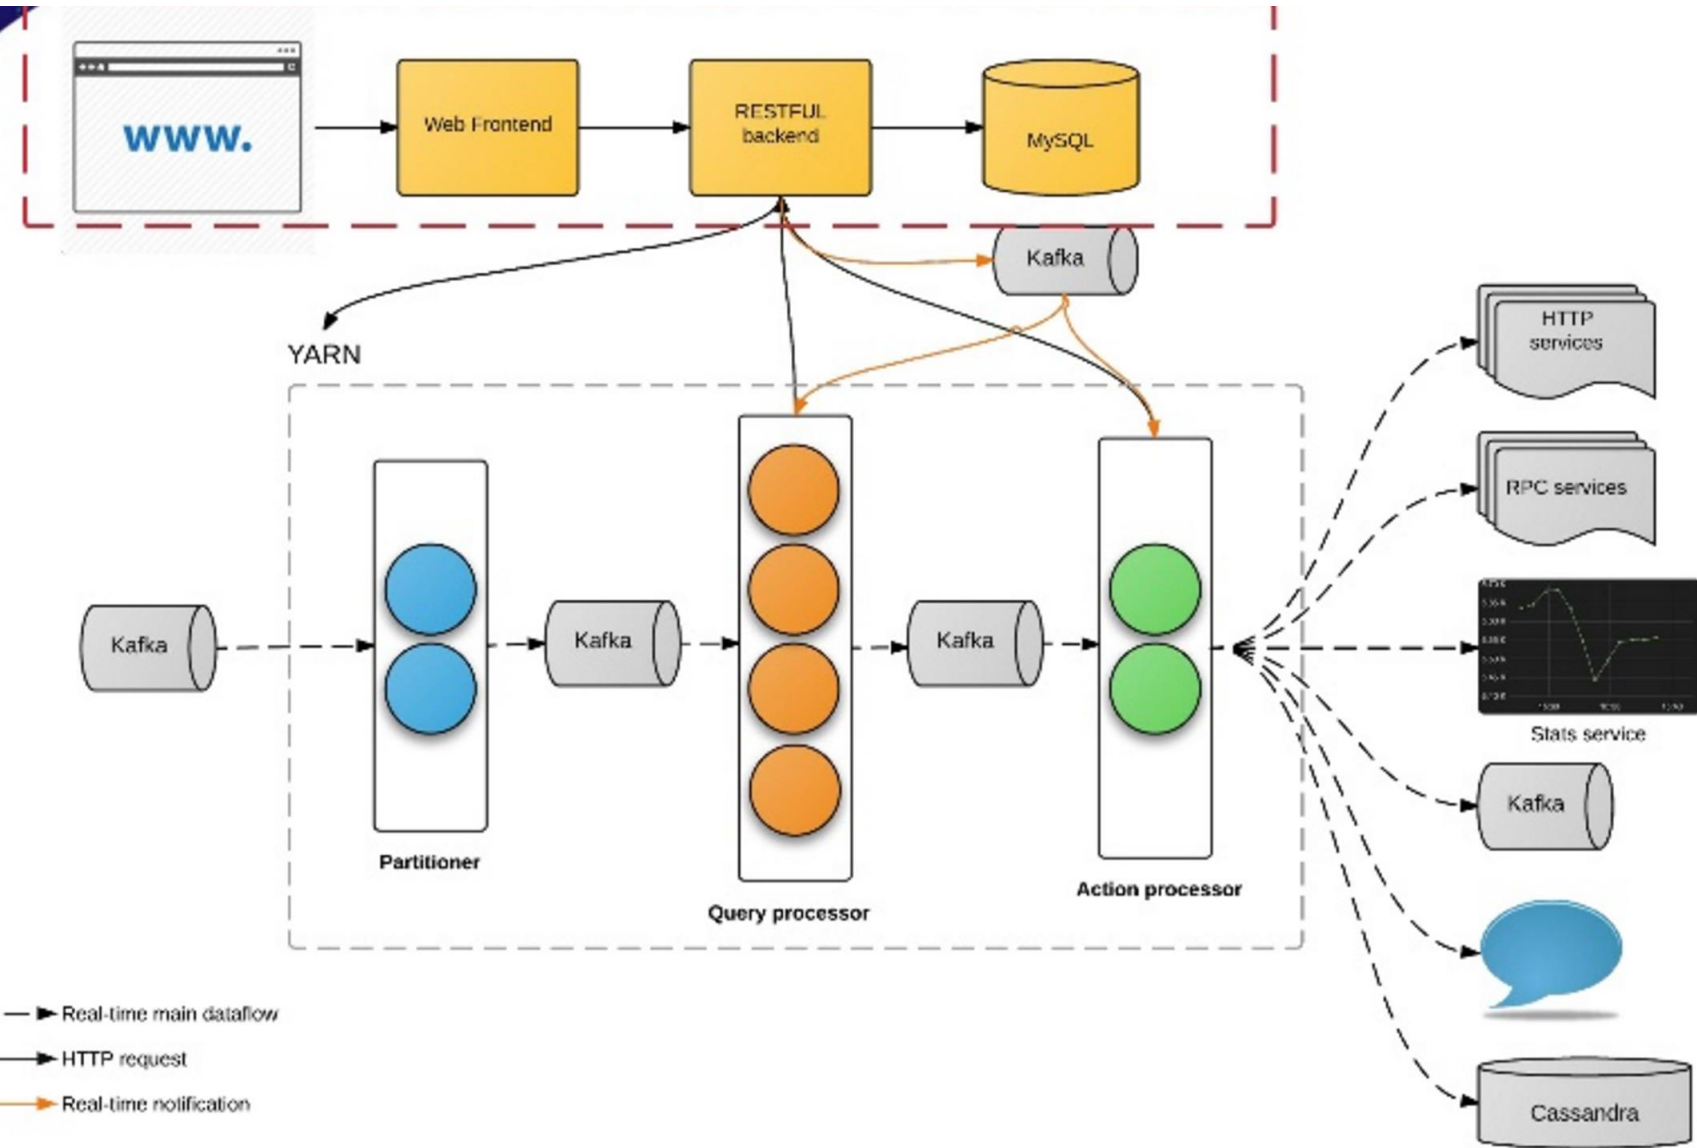 www.
Web Frontend
RESTFUL
backend
MySQL
Kafka
YARN
HTTP
services
RPC services
Kafka
Kafka
Kafka
Stats service
Kafka
Partitioner
Query processor
Action processor
Real-time main dataflow
HTTP request
Real-time notification
Cassandra